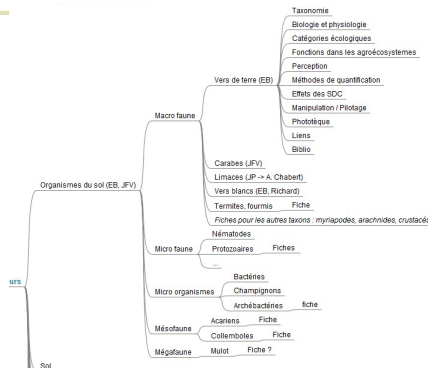 Taxonomie
Biologie et physiologie
Catégories écologiques
Fonctions dans les agroécosystemes
Perception
Vers de terre (EB)
Méthodes de quantification
Effets des SDC
Manipulation / Pilotage
Phototèque
Liens
Biblio
Macro faune
Carabes (JFV)
Limaces (JP -> A. Chabert)
Vers blancs (EB, Richard)
Termites, fourmis Fiche
Fiches pour les autres taxons : myriapodes, arachnides, crustacés
Organismes du sol (EB, JFV)
Nématodes
Micro faune Protozoaires Fiches
...
Bactéries
Micro organismes Champignons
Archébactéries fiche
urs
Mésofaune Acariens Fiche
Collemboles Fiche
Mégafaune Mulot Fiche ?
Sol